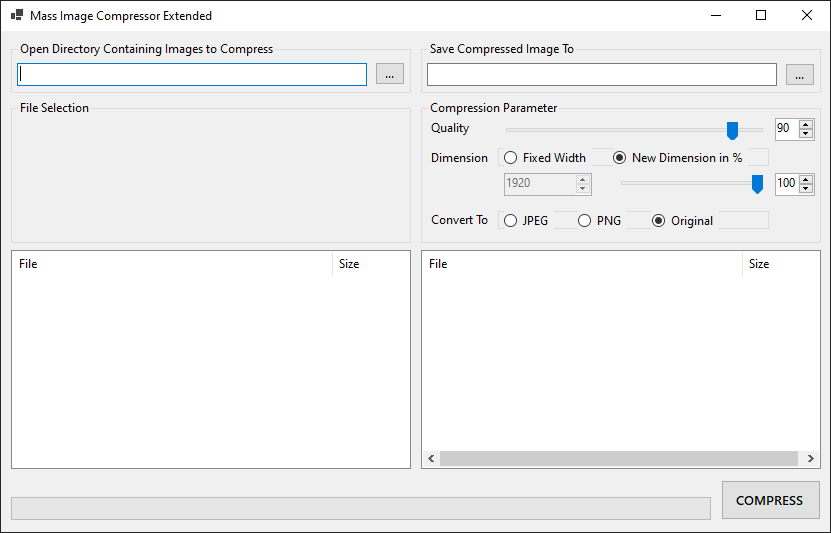 Mass Image Compressor Extended
Open Directory Containing Images to Compress
...
Save Compressed Image To
...
File Selection
Compression Parameter
Quality
90
Dimension
Fixed Width
New Dimension in %
1920
100
Convert To
JPEG
PNG
Original
File Size
File Size
COMPRESS